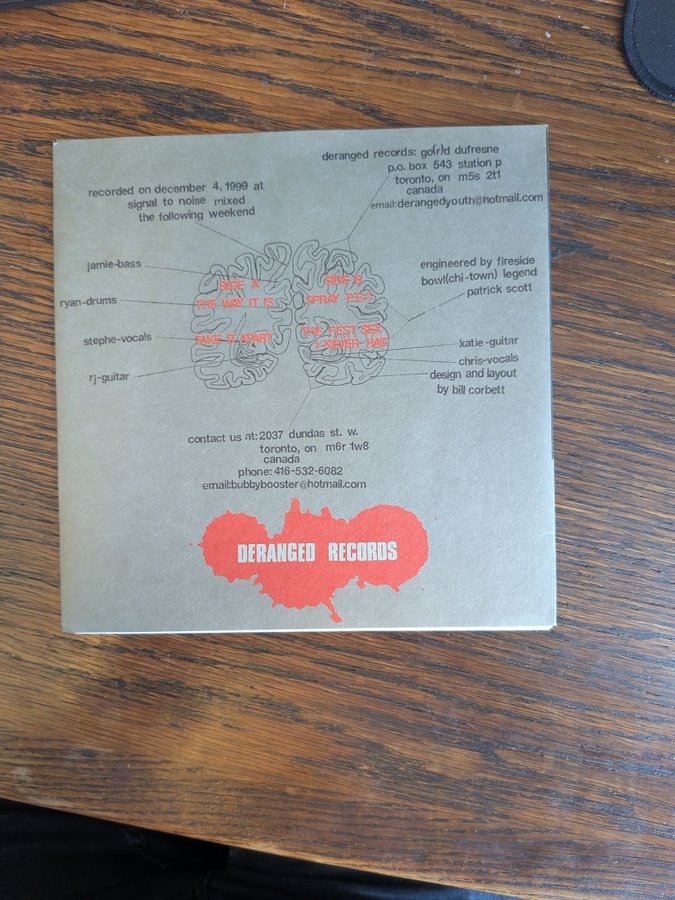 recorded on december 4, 1999 at
signal to noise mixed
the following weekend
deranged records: go(r)d dufresne
p.o. box 543 station p
toronto, on m5s 2t1
canada
email:derangedyouth@hotmail.com
jamie-bass
ryan-drums
stephe-vocals
rj-guitar
SIDE A
THE WAY IT IS
TAKE IT APART
SIDE B
SPRAY
THE
I NEVER HAD
engineered by fireside
bowl(chi-town) legend
patrick scott
katie-guitar
chris-vocals
design and layout
by bill corbett
contact us at: 2037 dundas st. w.
toronto, on m6r 1w8
canada
phone: 416-532-6082
email:bubbybooster@hotmail.com
DERANGED RECORDS